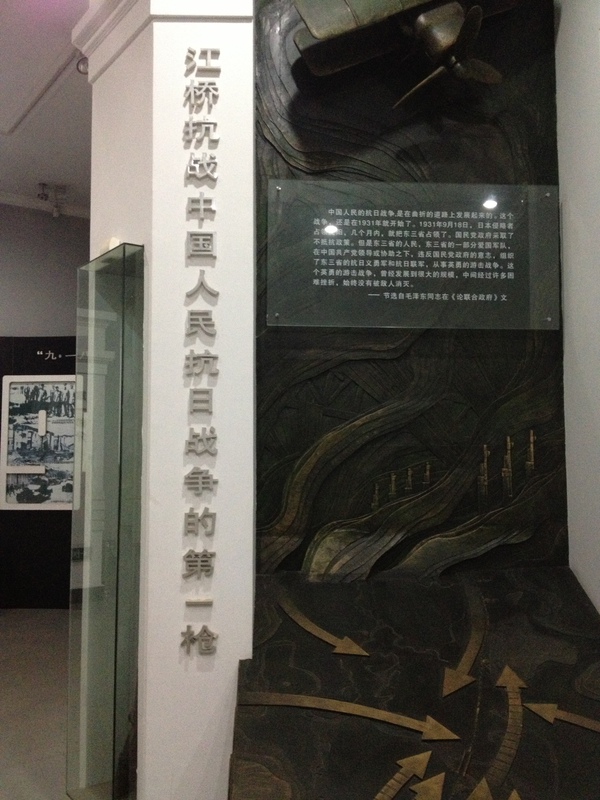 江桥抗战中国人民抗日战争的第一枪
中国人民的抗日战争,是在曲折的道路上发展起来的。这个
战争,还是在1931年就开始了。1931年9月18日,日本侵略者
占 阳,几个月内,就把东三省占领了。国民党政府采取了
不抵抗政策。但是东三省的人民,东三省的一部分爱国军队,
在中国共产党领导或协助之下,违反国民党政府的意志,组织
了东三省的抗日义勇军和抗日联军,从事英勇的游击战争。这
个英勇的游击战争,曾经发展到很大的规模,中间经过许多困
难挫折,始终没有被敌人消灭。
—— 节选自毛泽东同志在《论联合政府》文
“九·一